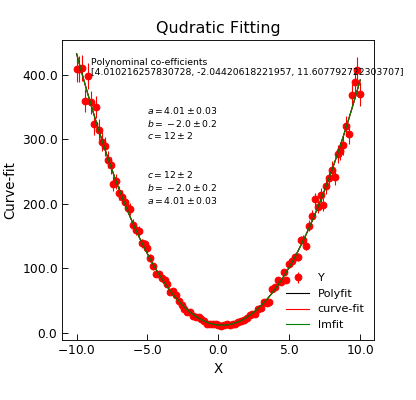 Qudratic Fitting
Polynominal co-efficients
[4.010216257830728, -2.04420618221957, 11.607792712303707]
a = 4.01 ± 0.03
b = −2.0 ± 0.2
c = 12 ± 2
c = 12 ± 2
b = −2.0 ± 0.2
a = 4.01 ± 0.03
Curve-fit
400.0
300.0
200.0
100.0
0.0
−10.0 −5.0 0.0 5.0 10.0
X
Y
Polyfit
curve-fit
lmfit